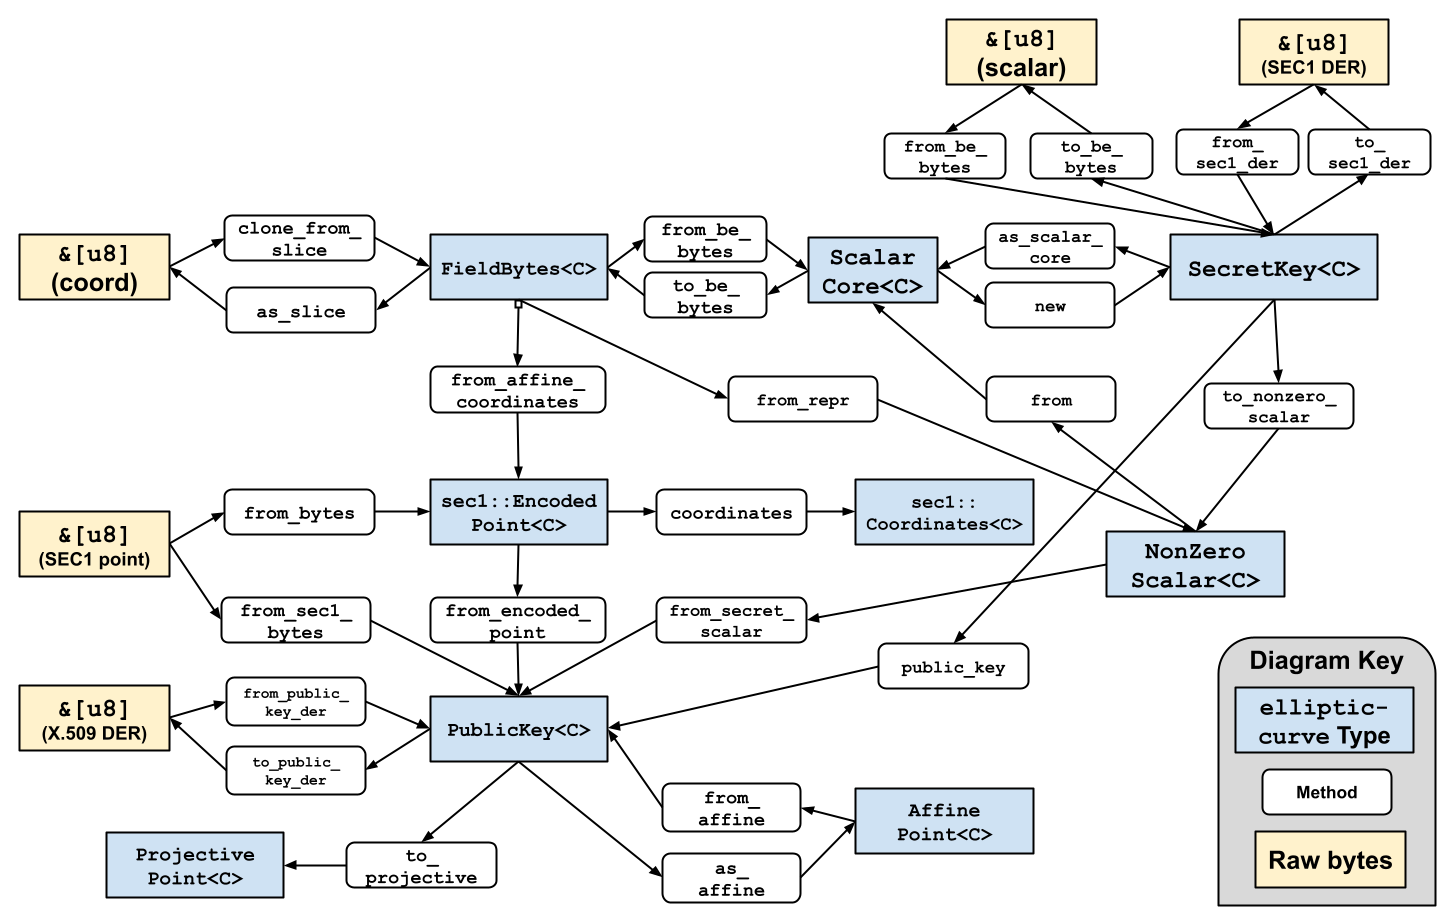 &[u8]
(scalar)
&[u8]
(SEC1 DER)
from_be_
bytes
to_be_
bytes
from_
sec1_der
to_
sec1_der
&[u8]
(coord)
clone_from_
slice
as_slice
FieldBytes<C>
from_be_
bytes
to_be_
bytes
Scalar
Core<C>
as_scalar_
core
new
SecretKey<C>
from_affine_
coordinates
from_repr
from
to_nonzero_
scalar
&[u8]
(SEC1 point)
from_bytes
sec1::Encoded
Point<C>
coordinates
sec1::
Coordinates<C>
NonZero
Scalar<C>
from_sec1_
bytes
from_encoded_
point
from_secret_
scalar
public_key
&[u8]
(X.509 DER)
from_public_
key_der
to_public_
key_der
PublicKey<C>
from_
affine
as_
affine
Affine
Point<C>
Projective
Point<C>
to_
projective
Diagram Key
elliptic-
curve Type
Method
Raw bytes